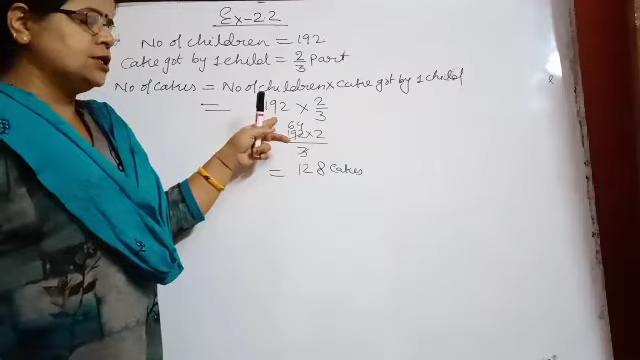 Ex-2.2
No of children = 192
Cake got by 1 child = 2/3 Part
No of cakes = No of children × cake got by 1 child
= 192 × 2/3
64
192×2
3
= 128 cakes